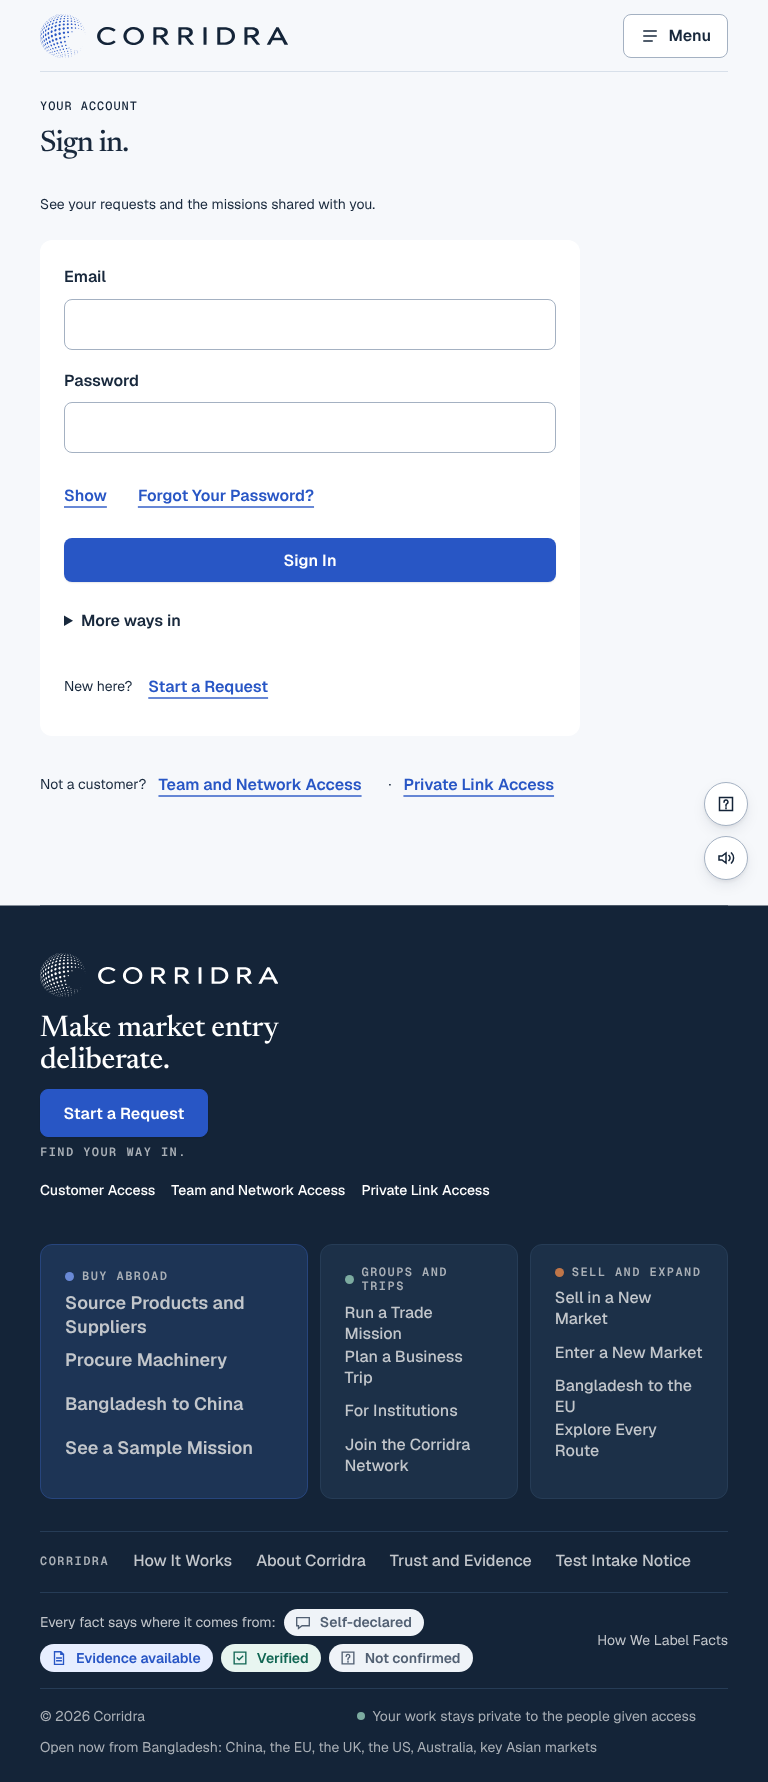 CORRIDRA
Menu
YOUR ACCOUNT
Sign in.
See your requests and the missions shared with you.
Email
Password
Show Forgot Your Password?
Sign In
More ways in
New here? Start a Request
Not a customer? Team and Network Access · Private Link Access
CORRIDRA
Make market entry
deliberate.
Start a Request
FIND YOUR WAY IN.
Customer Access Team and Network Access Private Link Access
BUY ABROAD
Source Products and
Suppliers
Procure Machinery
Bangladesh to China
See a Sample Mission
GROUPS AND
TRIPS
Run a Trade
Mission
Plan a Business
Trip
For Institutions
Join the Corridra
Network
SELL AND EXPAND
Sell in a New
Market
Enter a New Market
Bangladesh to the
EU
Explore Every
Route
CORRIDRA How It Works About Corridra Trust and Evidence Test Intake Notice
Every fact says where it comes from: Self-declared
Evidence available Verified Not confirmed
How We Label Facts
© 2026 Corridra
Your work stays private to the people given access
Open now from Bangladesh: China, the EU, the UK, the US, Australia, key Asian markets